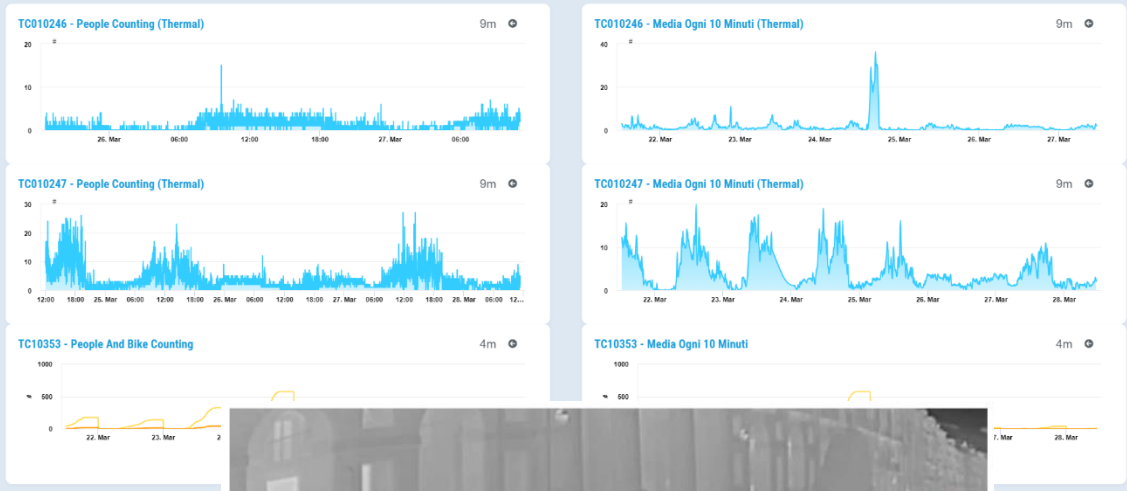 TC010246 - People Counting (Thermal) 9m
#
20
10
0
26. Mar 06:00 12:00 18:00 27. Mar 06:00
TC010246 - Media Ogni 10 Minuti (Thermal) 9m
#
40
20
0
22. Mar 23. Mar 24. Mar 25. Mar 26. Mar 27. Mar
TC010247 - People Counting (Thermal) 9m
#
30
20
10
0
12:00 18:00 25. Mar 06:00 12:00 18:00 26. Mar 06:00 12:00 18:00 27. Mar 06:00 12:00 18:00 28. Mar 06:00 12...
TC010247 - Media Ogni 10 Minuti (Thermal) 9m
#
20
10
0
22. Mar 23. Mar 24. Mar 25. Mar 26. Mar 27. Mar 28. Mar
TC10353 - People And Bike Counting 4m
1000
#
500
0
22. Mar 23. Mar 2
TC10353 - Media Ogni 10 Minuti 4m
1000
#
500
7. Mar 28. Mar